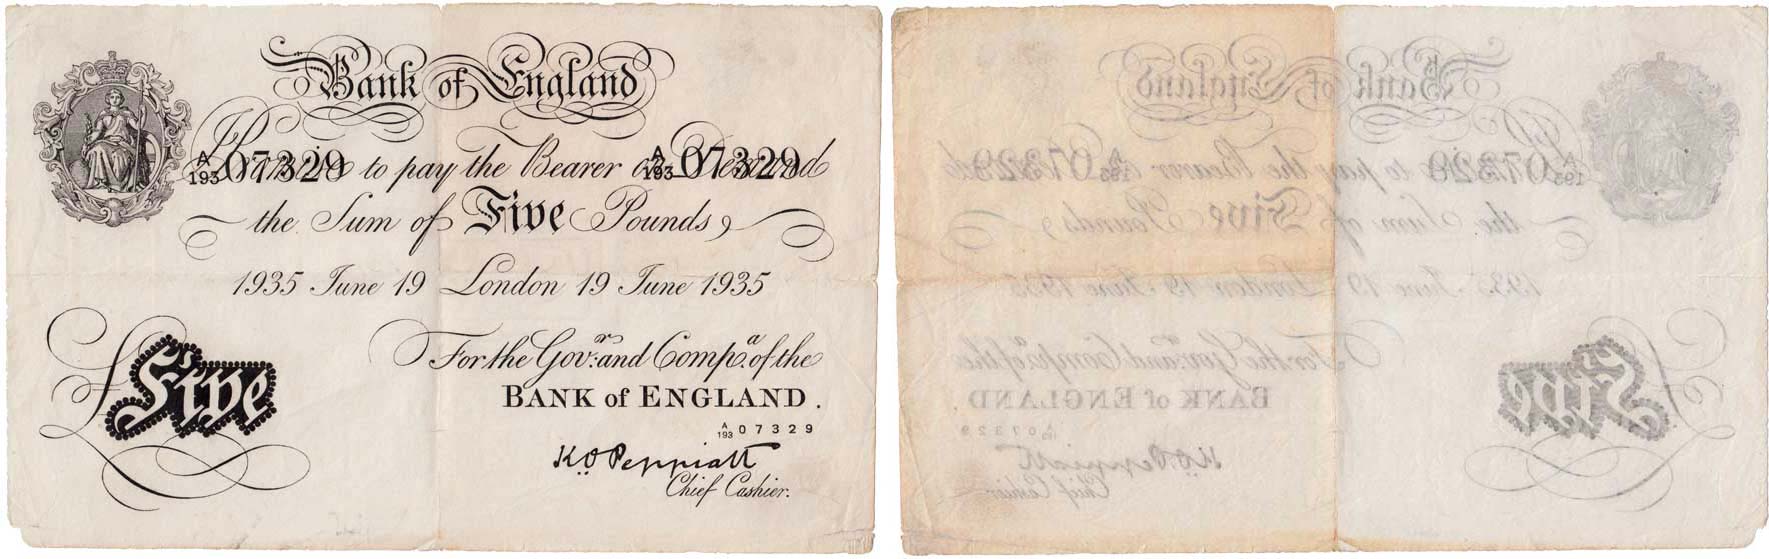 Bank of England
I Promise to pay the Bearer on Demand
A/193 07329 A/193 07329
the Sum of Five Pounds
1935 June 19 London 19 June 1935
For the Gov.r and Comp.a of the
BANK of ENGLAND.
A/193 07329
£Five
K.O. Peppiatt
Chief Cashier.